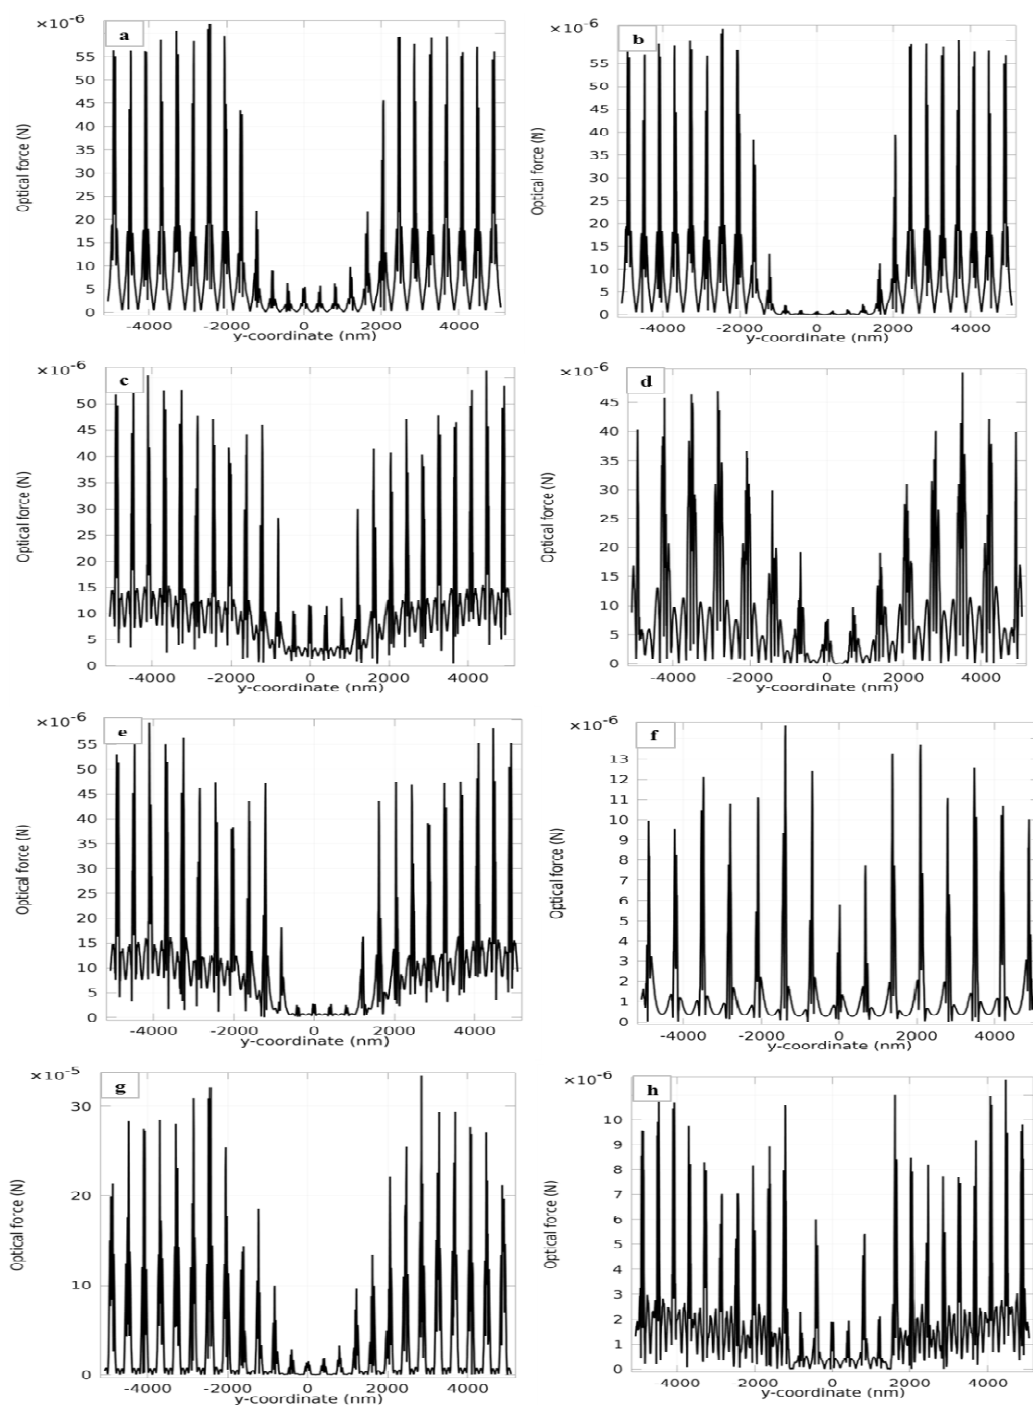 ×10⁻⁶
a
55
50
45
40
35
30
25
20
15
10
5
0
Optical force (N)
-4000 -2000 0 2000 4000
y-coordinate (nm)
×10⁻⁶
b
55
50
45
40
35
30
25
20
15
10
5
0
Optical force (N)
-4000 -2000 0 2000 4000
y-coordinate (nm)
×10⁻⁶
c
55
50
45
40
35
30
25
20
15
10
5
0
Optical force (N)
-4000 -2000 0 2000 4000
y-coordinate (nm)
×10⁻⁶
d
45
40
35
30
25
20
15
10
5
0
Optical force (N)
-4000 -2000 0 2000 4000
y-coordinate (nm)
×10⁻⁶
e
55
50
45
40
35
30
25
20
15
10
5
0
Optical force (N)
-4000 -2000 0 2000 4000
y-coordinate (nm)
×10⁻⁶
f
13
12
11
10
9
8
7
6
5
4
3
2
1
0
Optical force (N)
-4000 -2000 0 2000 4000
y-coordinate (nm)
×10⁻⁵
g
30
20
10
0
Optical force (N)
-4000 -2000 0 2000 4000
y-coordinate (nm)
×10⁻⁶
h
10
9
8
7
6
5
4
3
2
1
0
Optical force (N)
4000 -2000 0 2000 4000
y-coordinate (nm)